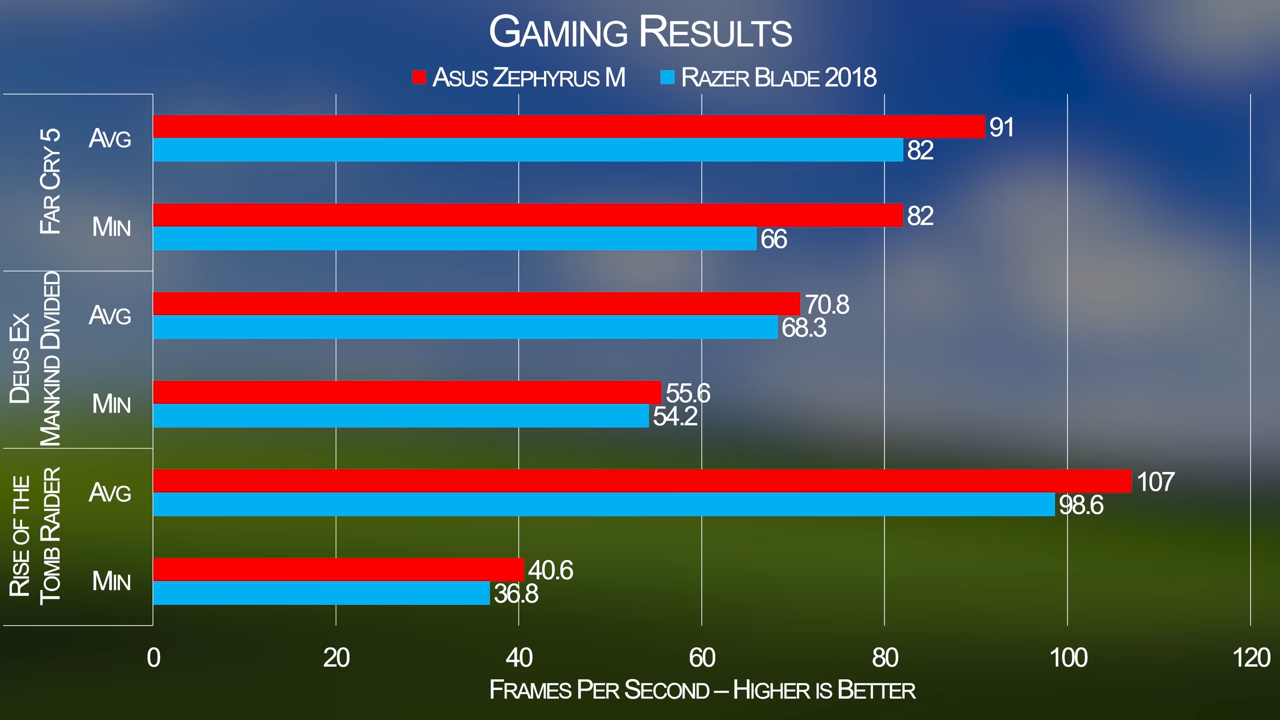 GAMING RESULTS
ASUS ZEPHYRUS M RAZER BLADE 2018
FAR CRY 5
AVG
91
82
MIN
82
66
DEUS EX
MANKIND DIVIDED
AVG
70.8
68.3
MIN
55.6
54.2
RISE OF THE
TOMB RAIDER
AVG
107
98.6
MIN
40.6
36.8
0 20 40 60 80 100 120
FRAMES PER SECOND – HIGHER IS BETTER